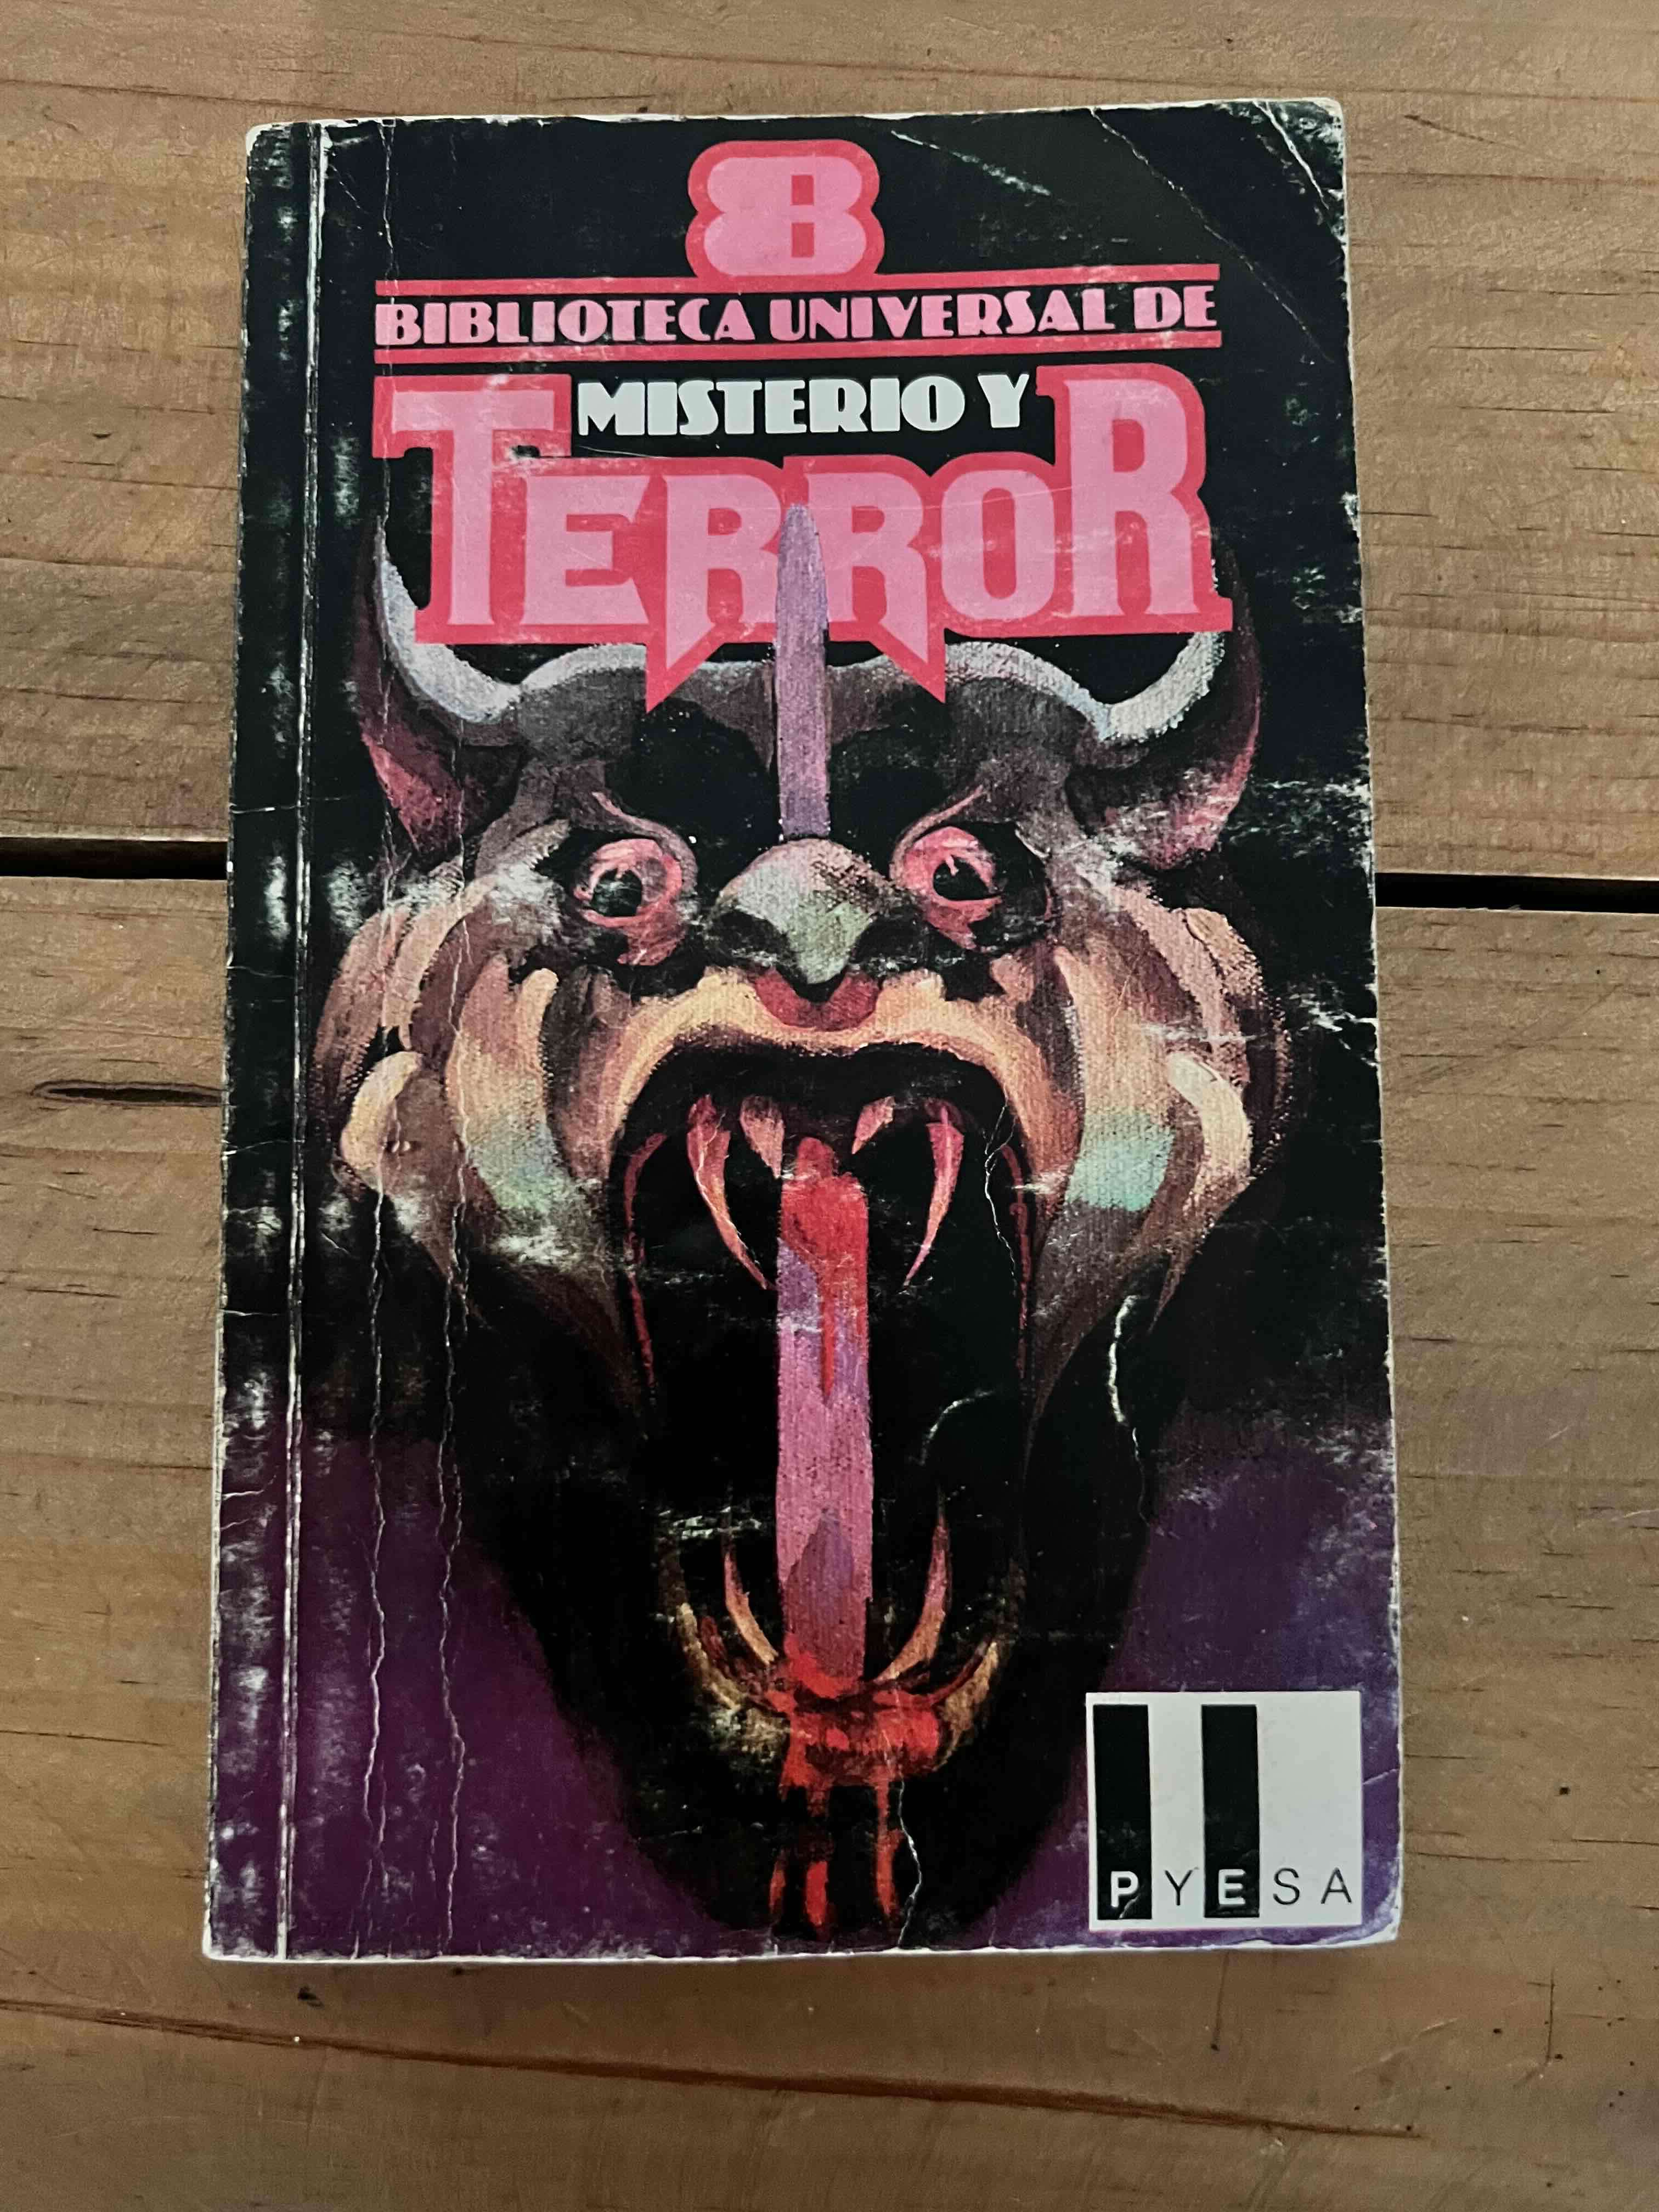 8
BIBLIOTECA UNIVERSAL DE
MISTERIO Y
TERROR
PYESA